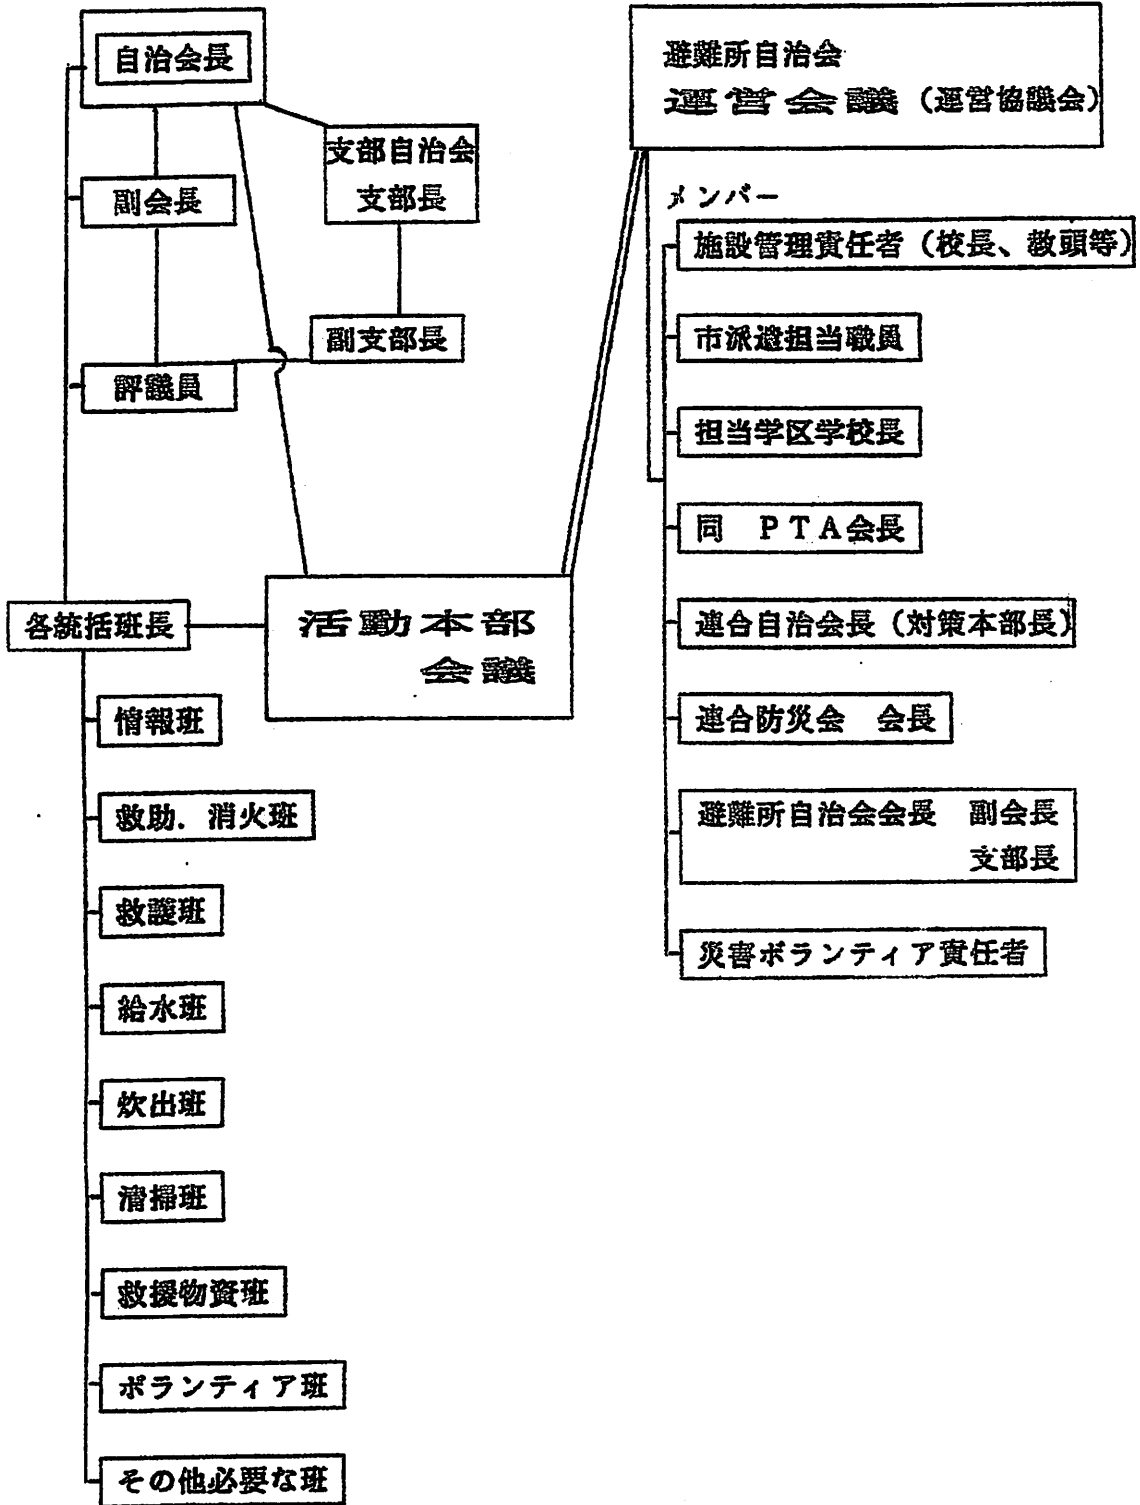 自治会長
支部自治会
支部長
副会長
副支部長
評議員
各統括班長
活動本部
会議
情報班
救助．消火班
救護班
給水班
炊出班
清掃班
救援物資班
ボランティア班
その他必要な班
避難所自治会
運営会議（運営協議会）
メンバー
施設管理責任者（校長、教頭等）
市派遣担当職員
担当学区学校長
同　ＰＴＡ会長
連合自治会長（対策本部長）
連合防災会　会長
避難所自治会会長　副会長
支部長
災害ボランティア責任者